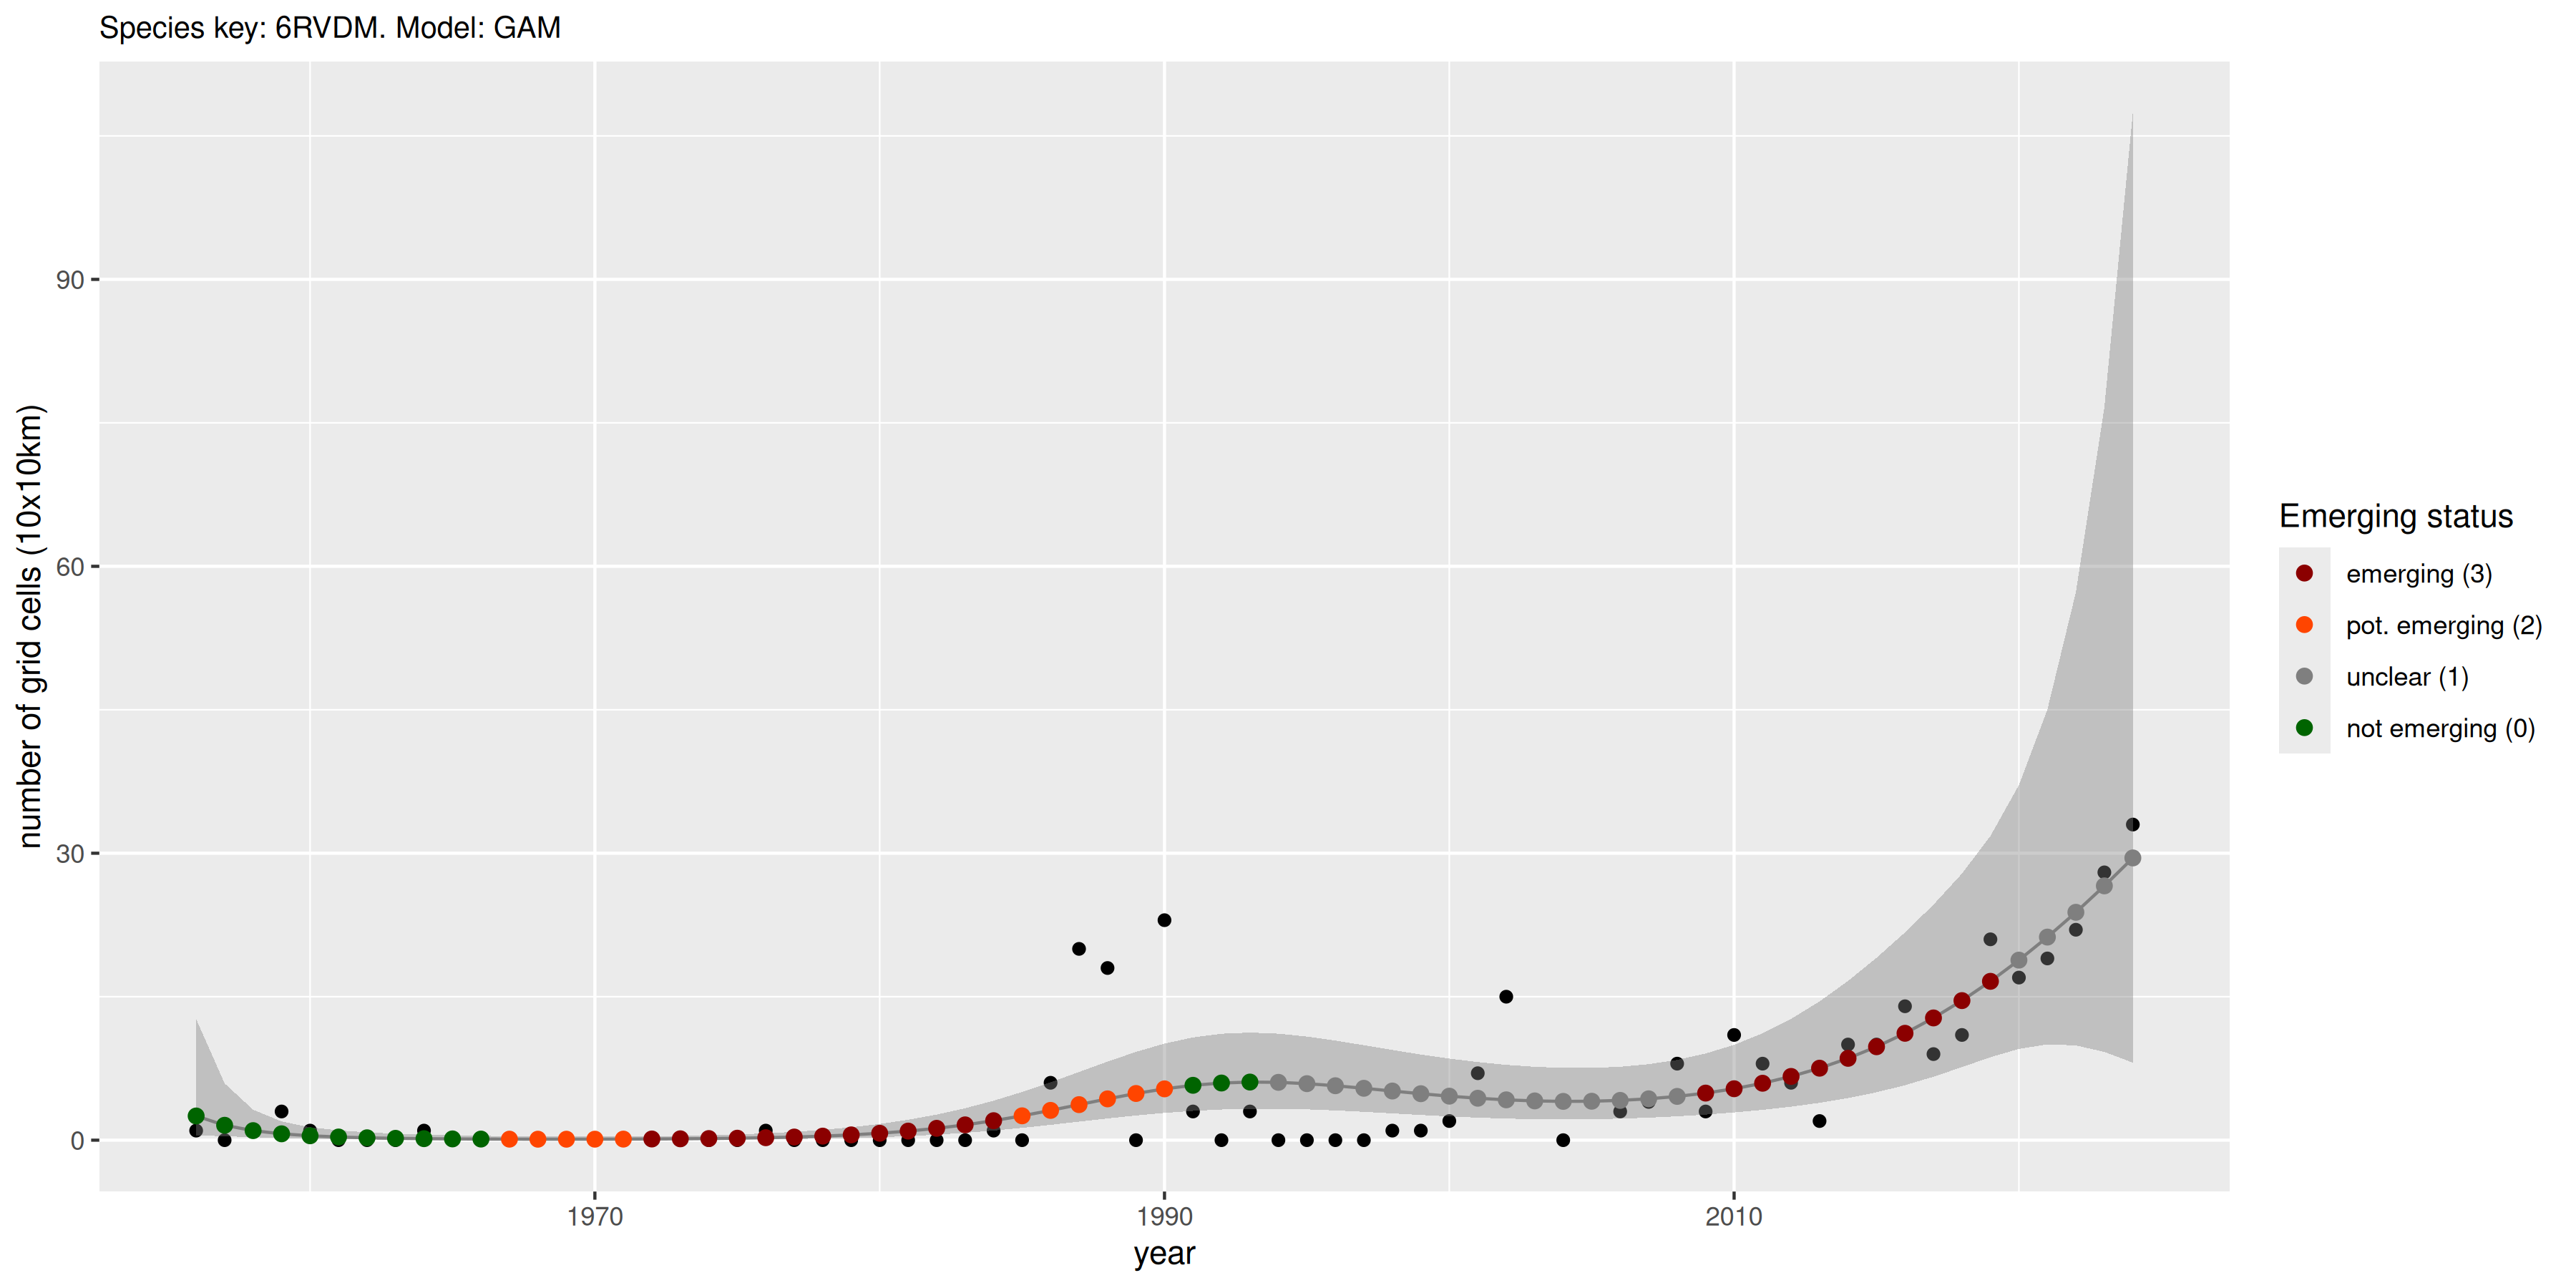 Species key: 6RVDM. Model: GAM
number of grid cells (10x10km)
90
60
30
0
1970
1990
2010
year
Emerging status
emerging (3)
pot. emerging (2)
unclear (1)
not emerging (0)